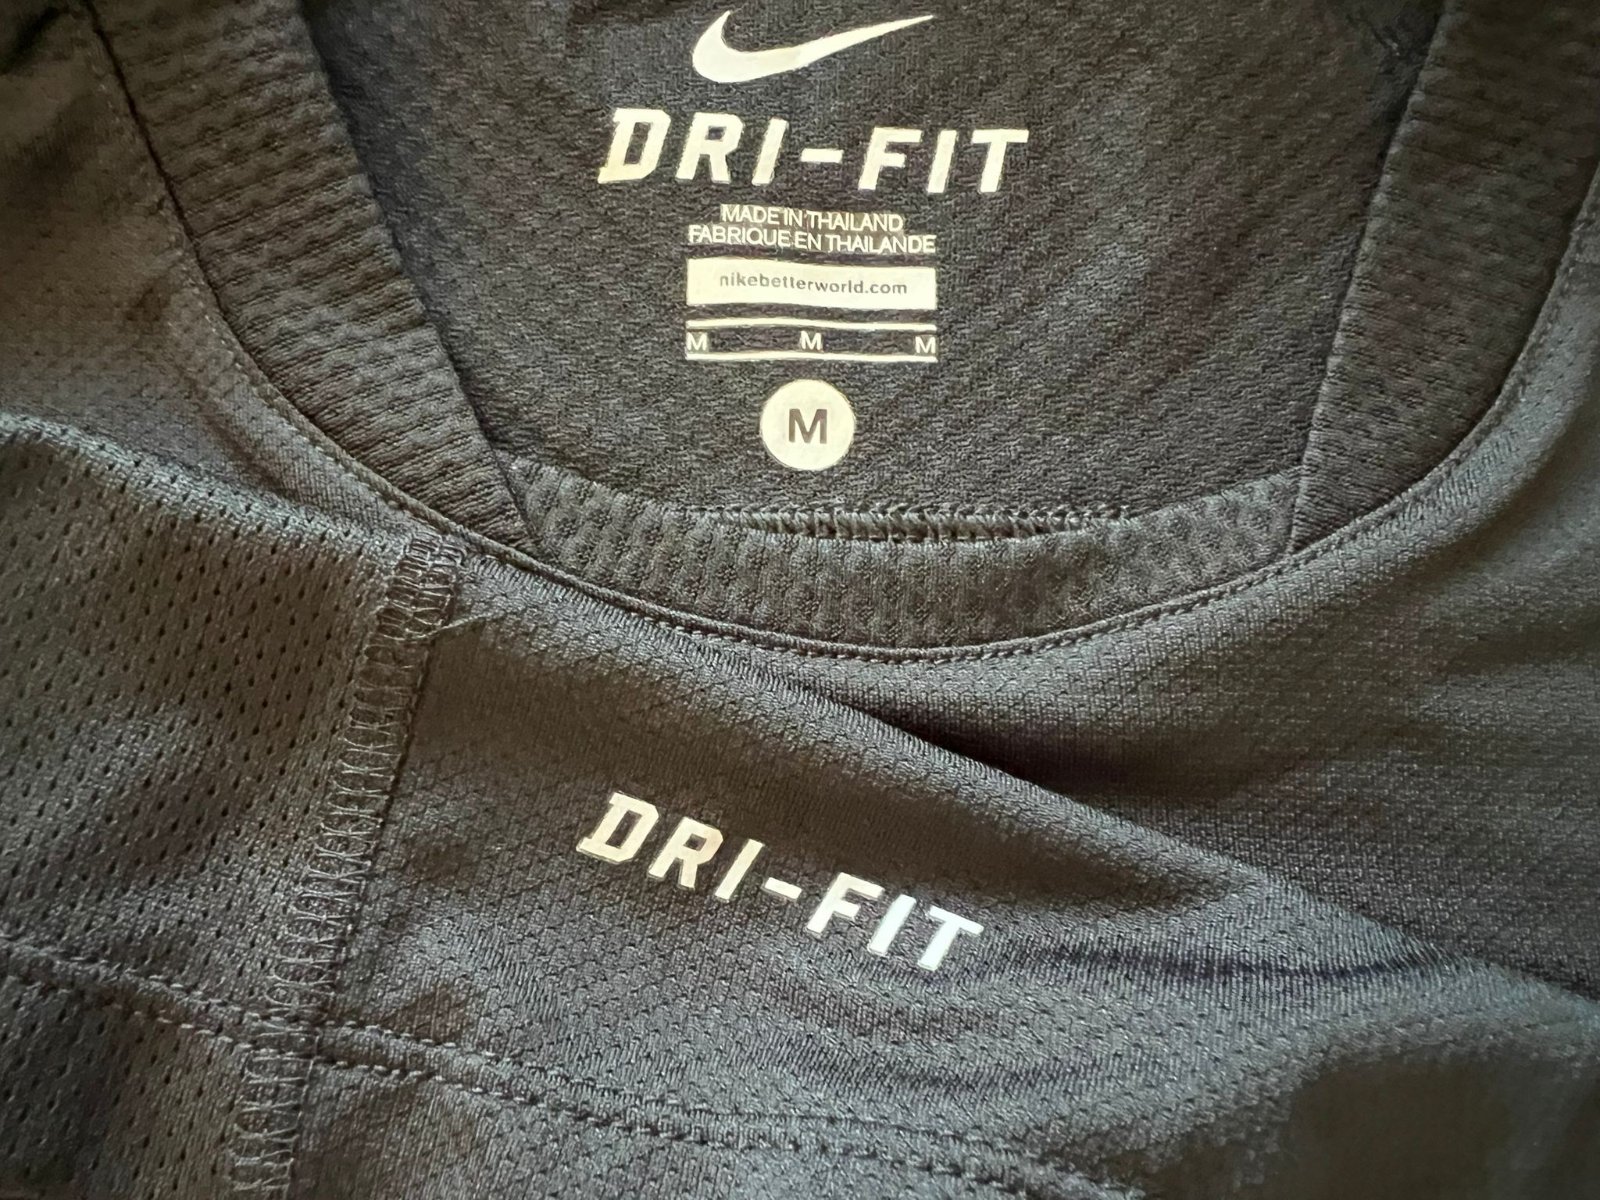 DRI-FIT
MADE IN THAILAND
FABRIQUE EN THAILANDE
nikebetterworld.com
M M M
M
DRI-FIT